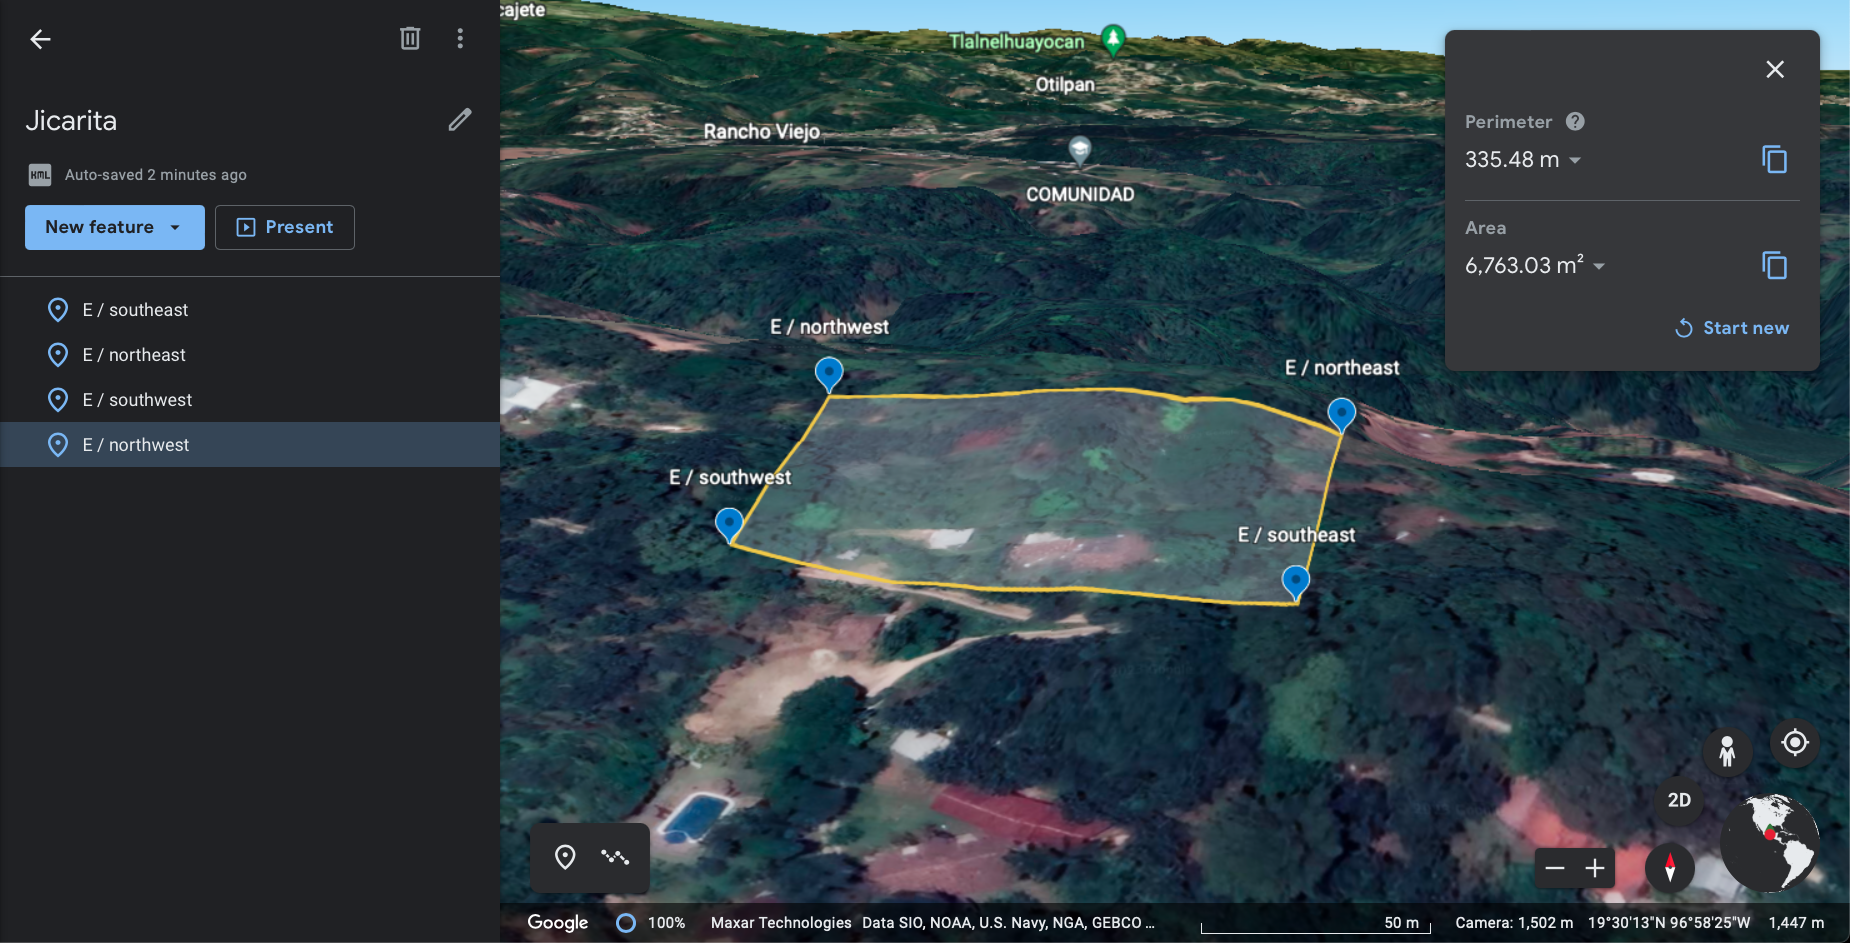 Jicarita
KML
Auto-saved 2 minutes ago
New feature
Present
E / southeast
E / northeast
E / southwest
E / northwest
cajete
Tlalnelhuayocan
Otilpan
Rancho Viejo
COMUNIDAD
E / northwest
E / northeast
E / southwest
E / southeast
Perimeter ?
335.48 m
Area
6,763.03 m²
Start new
2D
Google
100%
Maxar Technologies Data SIO, NOAA, U.S. Navy, NGA, GEBCO ...
50 m
Camera: 1,502 m 19°30'13"N 96°58'25"W 1,447 m